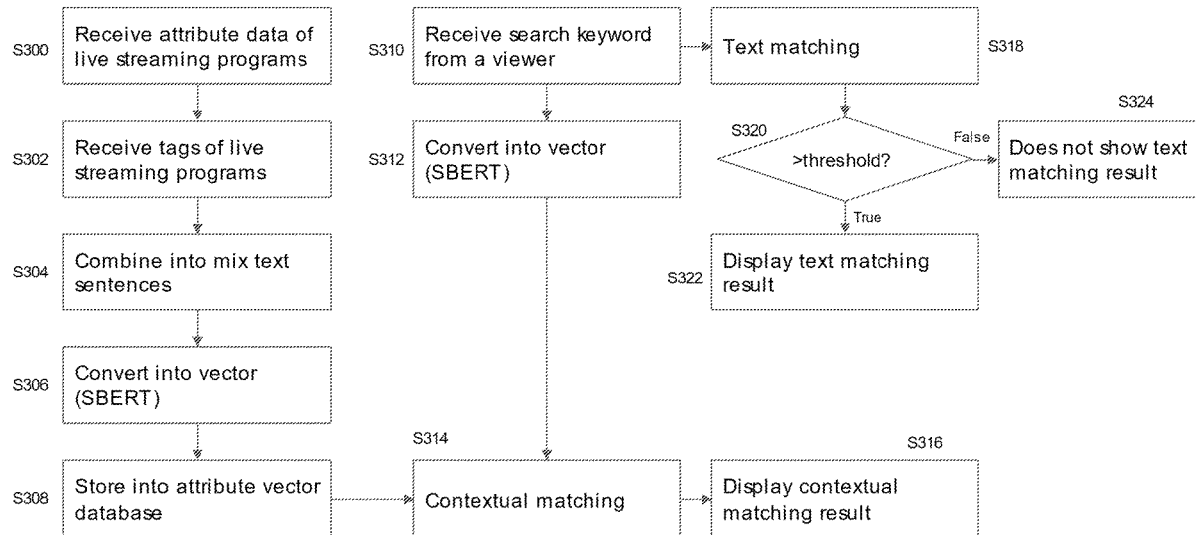 S300
Receive attribute data of
live streaming programs
S302
Receive tags of live
streaming programs
S304
Combine into mix text
sentences
S306
Convert into vector
(SBERT)
S308
Store into attribute vector
database
S310
Receive search keyword
from a viewer
S312
Convert into vector
(SBERT)
S314
Contextual matching
S316
Display contextual
matching result
Text matching
S318
S320
>threshold?
False
True
S324
Does not show text
matching result
S322
Display text matching
result